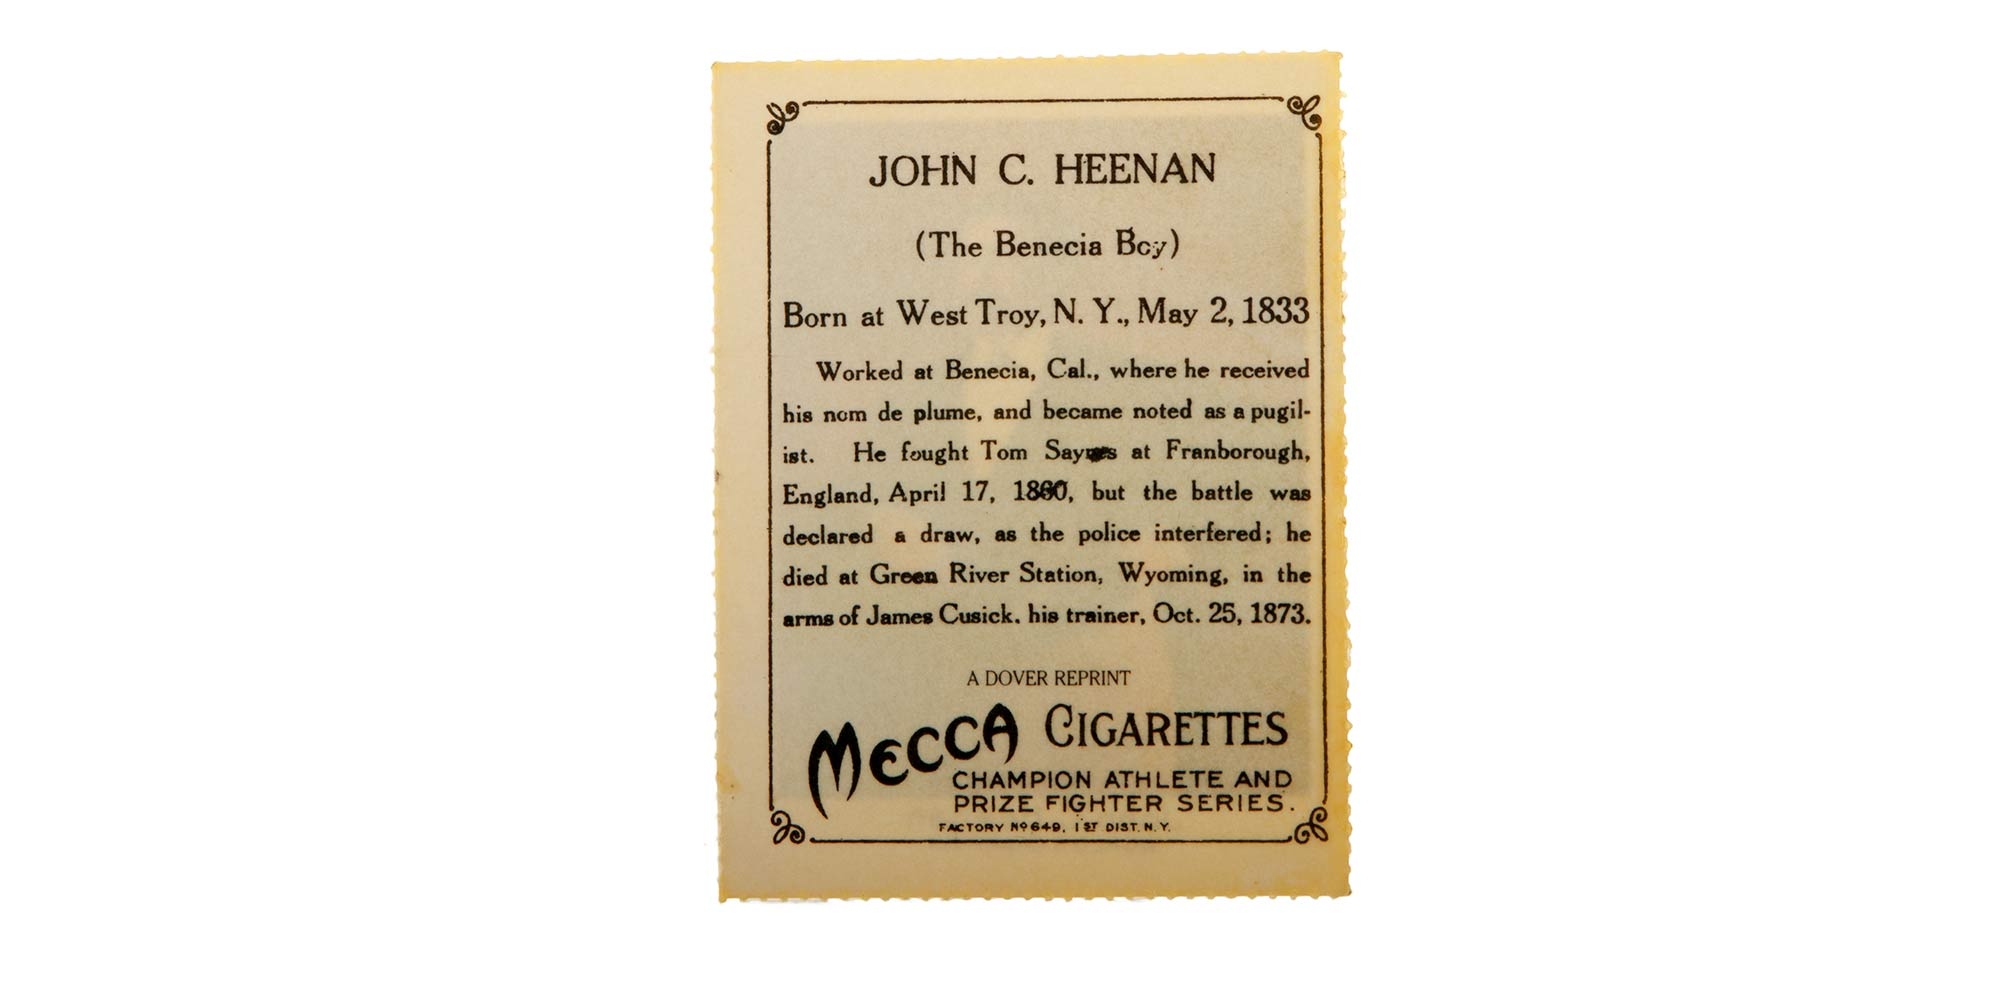 JOHN C. HEENAN
(The Benecia Boy)
Born at West Troy, N. Y., May 2, 1833
Worked at Benecia, Cal., where he received
his nom de plume, and became noted as a pugil-
ist. He fought Tom at Franborough,
England, April 17, 1860, but the battle was
declared a draw, as the police interfered; he
died at Green River Station, Wyoming, in the
arms of James Cusick. his trainer, Oct. 25, 1873.
A DOVER REPRINT
MECCA CIGARETTES
CHAMPION ATHLETE AND
PRIZE FIGHTER SERIES.
FACTORY Nº 649, 1ST DIST. N. Y.